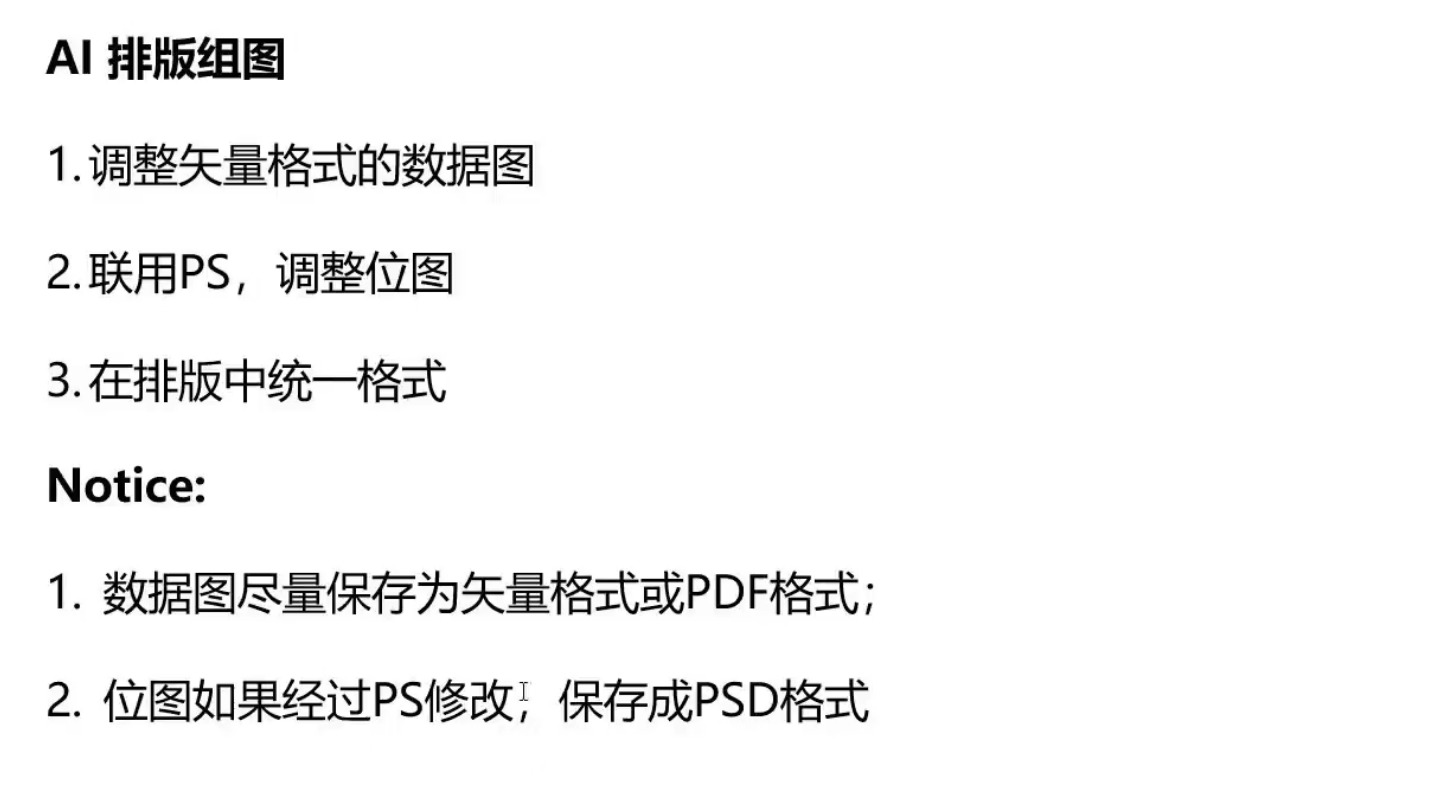 AI 排版组图
1.调整矢量格式的数据图
2.联用PS，调整位图
3.在排版中统一格式
Notice:
1. 数据图尽量保存为矢量格式或PDF格式；
2. 位图如果经过PS修改，保存成PSD格式